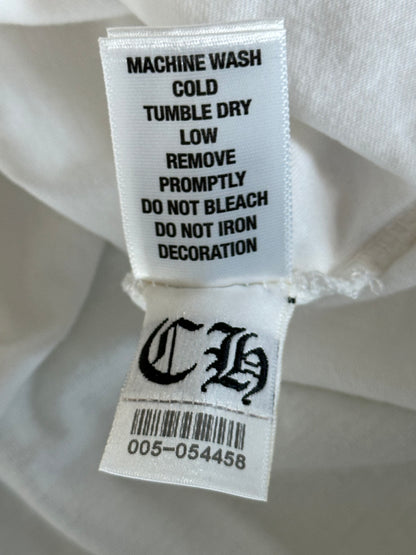 MACHINE WASH
COLD
TUMBLE DRY
LOW
REMOVE
PROMPTLY
DO NOT BLEACH
DO NOT IRON
DECORATION
CH
005-054458